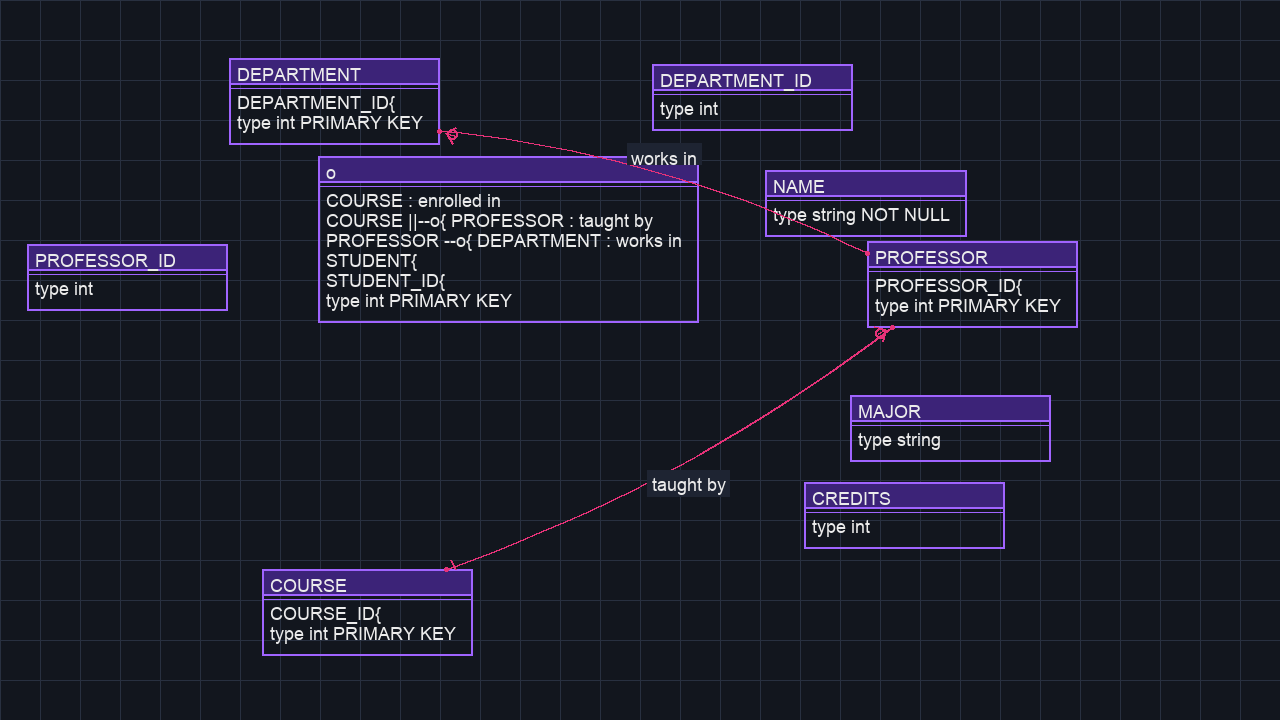 DEPARTMENT
DEPARTMENT_ID{
type int PRIMARY KEY
DEPARTMENT_ID
type int
works in
o
COURSE : enrolled in
COURSE ||--o{ PROFESSOR : taught by
PROFESSOR --o{ DEPARTMENT : works in
STUDENT{
STUDENT_ID{
type int PRIMARY KEY
NAME
type string NOT NULL
PROFESSOR_ID
type int
PROFESSOR
PROFESSOR_ID{
type int PRIMARY KEY
MAJOR
type string
taught by
CREDITS
type int
COURSE
COURSE_ID{
type int PRIMARY KEY